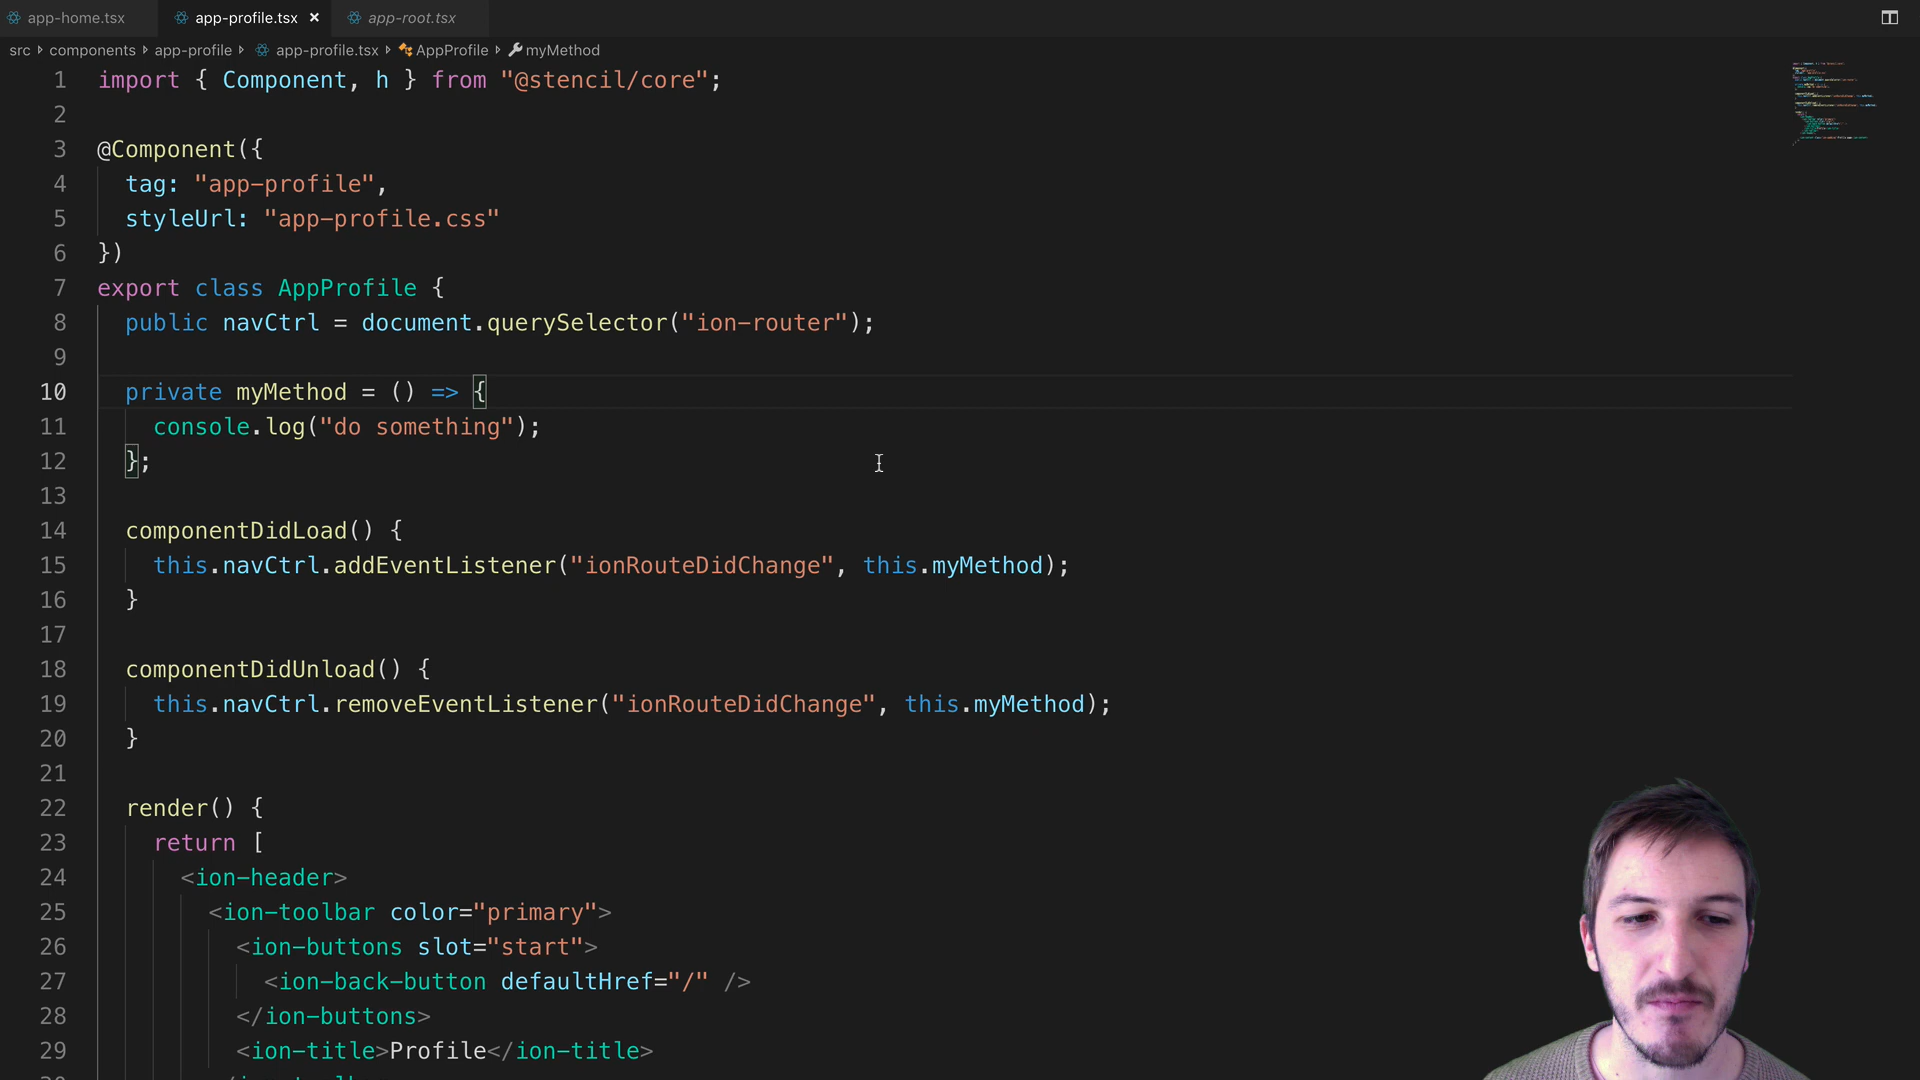 app-home.tsx app-profile.tsx × app-root.tsx
src components app-profile app-profile.tsx AppProfile myMethod
1 import { Component, h } from "@stencil/core";
2
3 @Component({
4 tag: "app-profile",
5 styleUrl: "app-profile.css"
6 })
7 export class AppProfile {
8 public navCtrl = document.querySelector("ion-router");
9
10 private myMethod = () => {
11 console.log("do something");
12 };
13
14 componentDidLoad() {
15 this.navCtrl.addEventListener("ionRouteDidChange", this.myMethod);
16 }
17
18 componentDidUnload() {
19 this.navCtrl.removeEventListener("ionRouteDidChange", this.myMethod);
20 }
21
22 render() {
23 return [
24 <ion-header>
25 <ion-toolbar color="primary">
26 <ion-buttons slot="start">
27 <ion-back-button defaultHref="/" />
28 </ion-buttons>
29 <ion-title>Profile</ion-title>